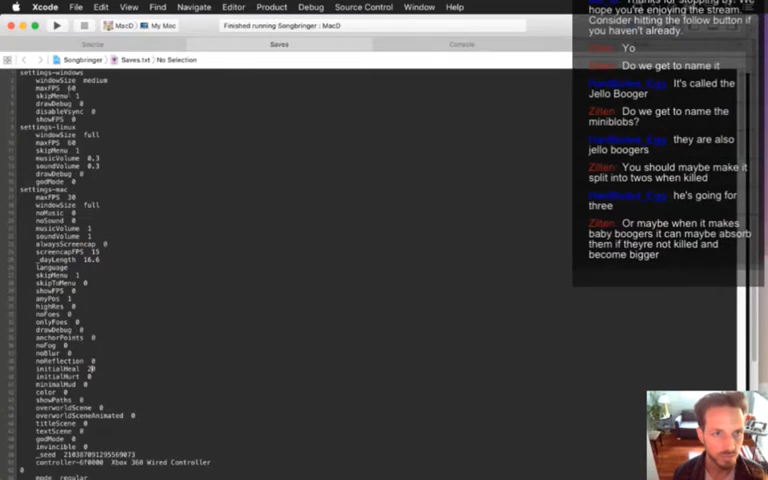 Xcode File Edit View Find Navigate Editor Product Debug Source Control Window Help
MacD My Mac
Finished running Songbringer : MacD
Source Saves Console
Songbringer Saves.txt No Selection
settings-windows
windowSize medium
maxFPS 60
skipMenu 1
drawDebug 0
disableVsync 0
showFPS 0
settings-linux
windowSize full
maxFPS 60
skipMenu 1
musicVolume 0.3
soundVolume 0.3
drawDebug 0
godMode 0
settings-mac
maxFPS 30
windowSize full
noMusic 0
noSound 0
musicVolume 1
soundVolume 1
alwaysScreencap 0
screencapFPS 15
_dayLength 16.6
language
skipMenu 1
skipToMenu 0
showFPS 0
anyPos 1
highRes 0
noFoes 0
onlyFoes 0
drawDebug 0
anchorPoints 0
noFog 0
noBlur 0
noReflection 0
initialHeal 20
initialHurt 0
minimalHud 0
color 0
showPaths 0
overworldScene 0
overworldSceneAnimated 0
titleScene 0
textScene 0
godMode 0
invincible 0
_seed 210387091295569073
controller-6f0000 Xbox 360 Wired Controller
0
mode regular
hope you're enjoying the stream.
Consider hitting the follow button if
you haven't already.
Zilten: Yo
Zilten: Do we get to name it
HardBoiled_Egg: It's called the
Jello Booger
Zilten: Do we get to name the
miniblobs?
HardBoiled_Egg: they are also
jello boogers
Zilten: You should maybe make it
split into twos when killed
HardBoiled_Egg: he's going for
three
Zilten: Or maybe when it makes
baby boogers it can maybe absorb
them if theyre not killed and
become bigger